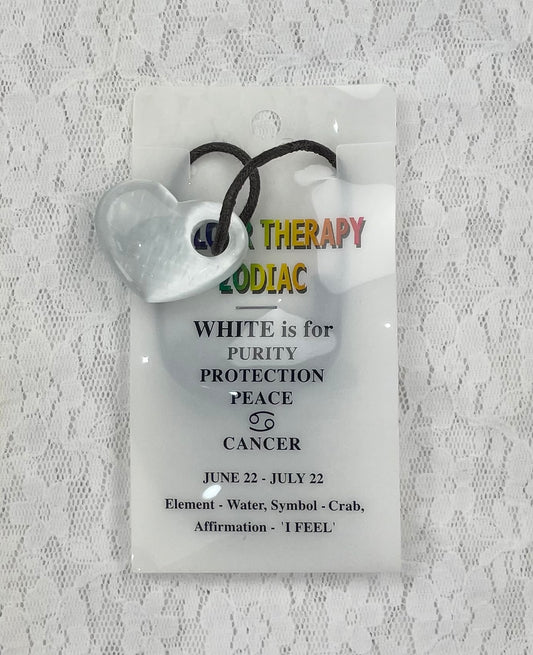 THERAPY
ZODIAC
WHITE is for
PURITY
PROTECTION
PEACE
♋
CANCER
JUNE 22 - JULY 22
Element - Water, Symbol - Crab,
Affirmation - 'I FEEL'